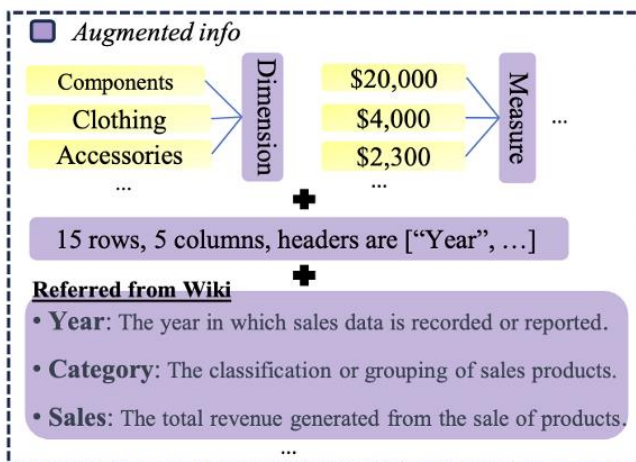 Augmented info
Components
Clothing
Accessories
...
Dimension
$20,000
$4,000
$2,300
...
Measure
...
+
15 rows, 5 columns, headers are [“Year”, …]
+
Referred from Wiki
• Year: The year in which sales data is recorded or reported.
• Category: The classification or grouping of sales products.
• Sales: The total revenue generated from the sale of products.
...